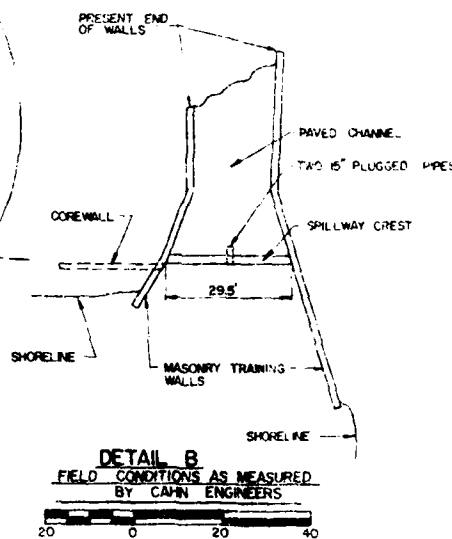 PRESENT END
OF WALLS
PAVED CHANNEL
TWO 15" PLUGGED PIPES
COREWALL
SPILLWAY CREST
29.5'
SHORELINE
MASONRY TRAINING
WALLS
SHORELINE
DETAIL B
FIELD CONDITIONS AS MEASURED
BY CAHN ENGINEERS
20 0 20 40